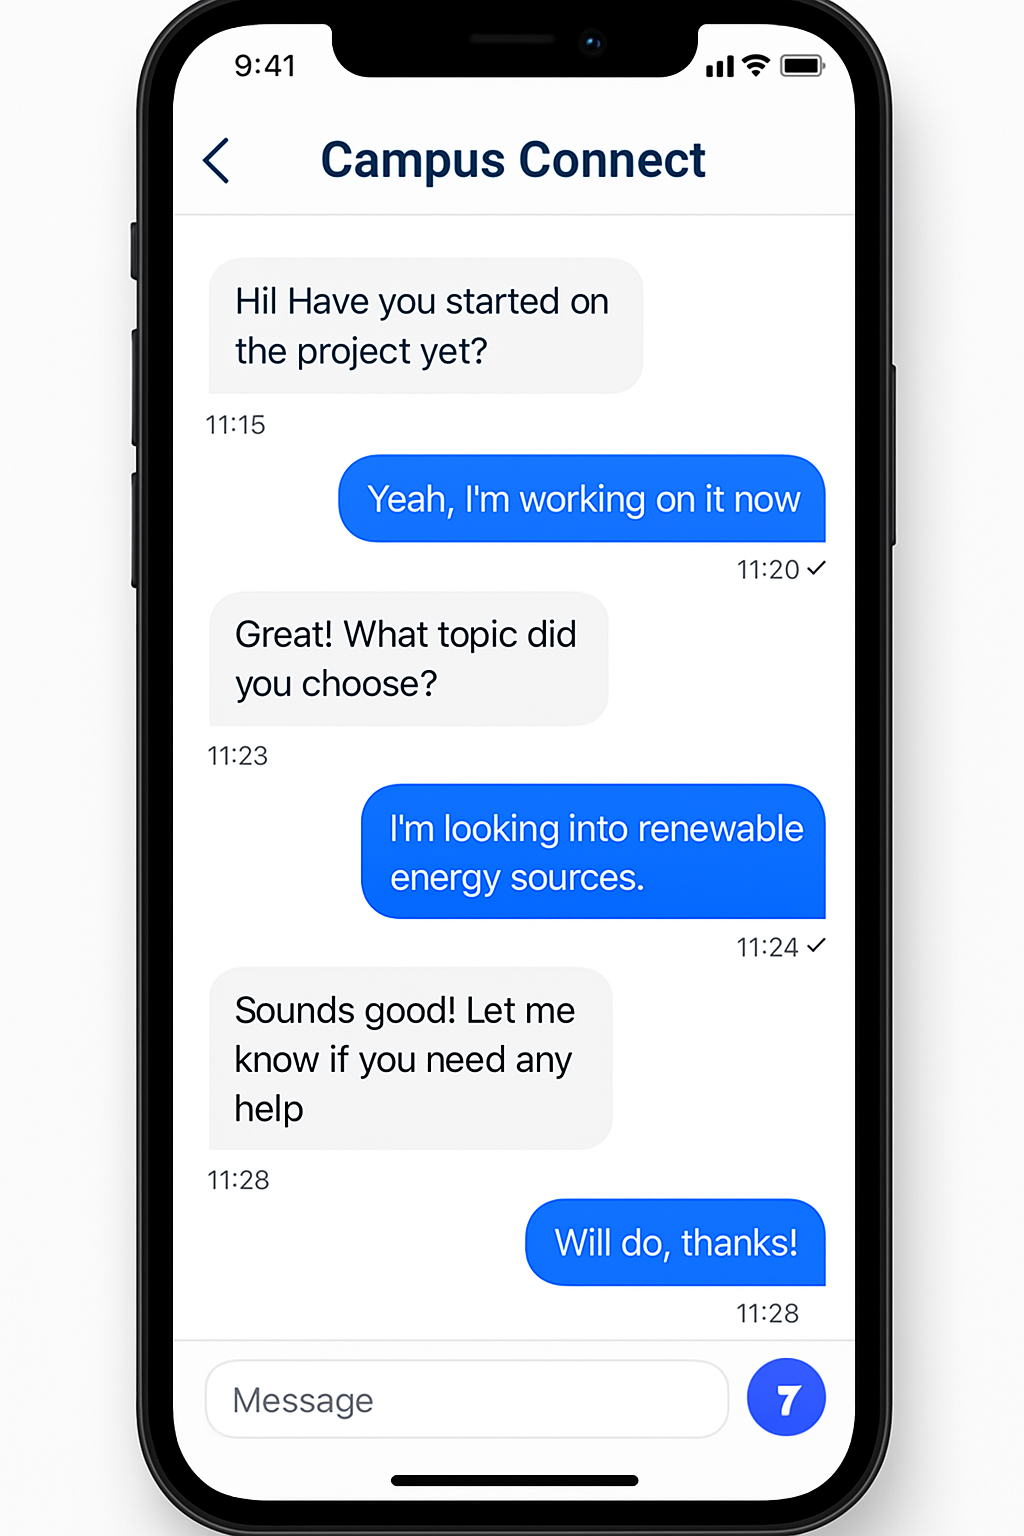 9:41
Campus Connect
Hil Have you started on
the project yet?
11:15
Yeah, I'm working on it now
11:20 ✓
Great! What topic did
you choose?
11:23
I'm looking into renewable
energy sources.
11:24 ✓
Sounds good! Let me
know if you need any
help
11:28
Will do, thanks!
11:28
Message
7